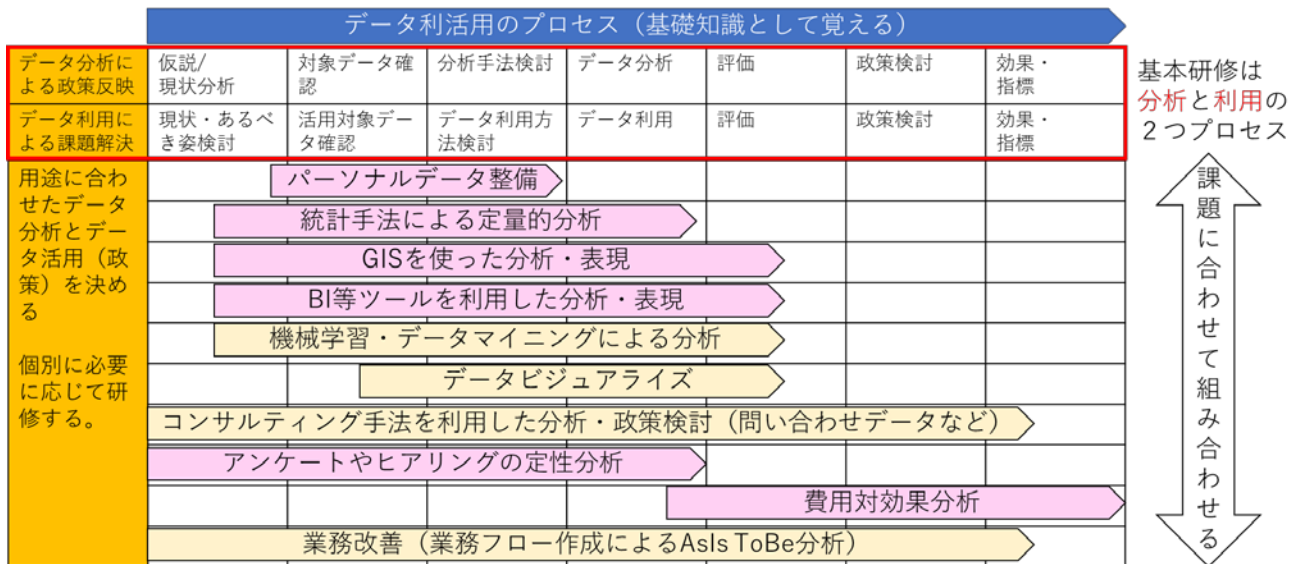 データ利活用のプロセス（基礎知識として覚える）
データ分析に
よる政策反映
仮説/
現状分析
対象データ確
認
分析手法検討
データ分析
評価
政策検討
効果・
指標
データ利用に
よる課題解決
現状・あるべ
き姿検討
活用対象デー
タ確認
データ利用方
法検討
データ利用
評価
政策検討
効果・
指標
基本研修は
分析と利用の
２つプロセス
用途に合わ
せたデータ
分析とデー
タ活用（政
策）を決め
る
個別に必要
に応じて研
修する。
パーソナルデータ整備
統計手法による定量的分析
GISを使った分析・表現
BI等ツールを利用した分析・表現
機械学習・データマイニングによる分析
データビジュアライズ
コンサルティング手法を利用した分析・政策検討（問い合わせデータなど）
アンケートやヒアリングの定性分析
費用対効果分析
業務改善（業務フロー作成によるAsIs ToBe分析）
課題に合わせて組み合わせる